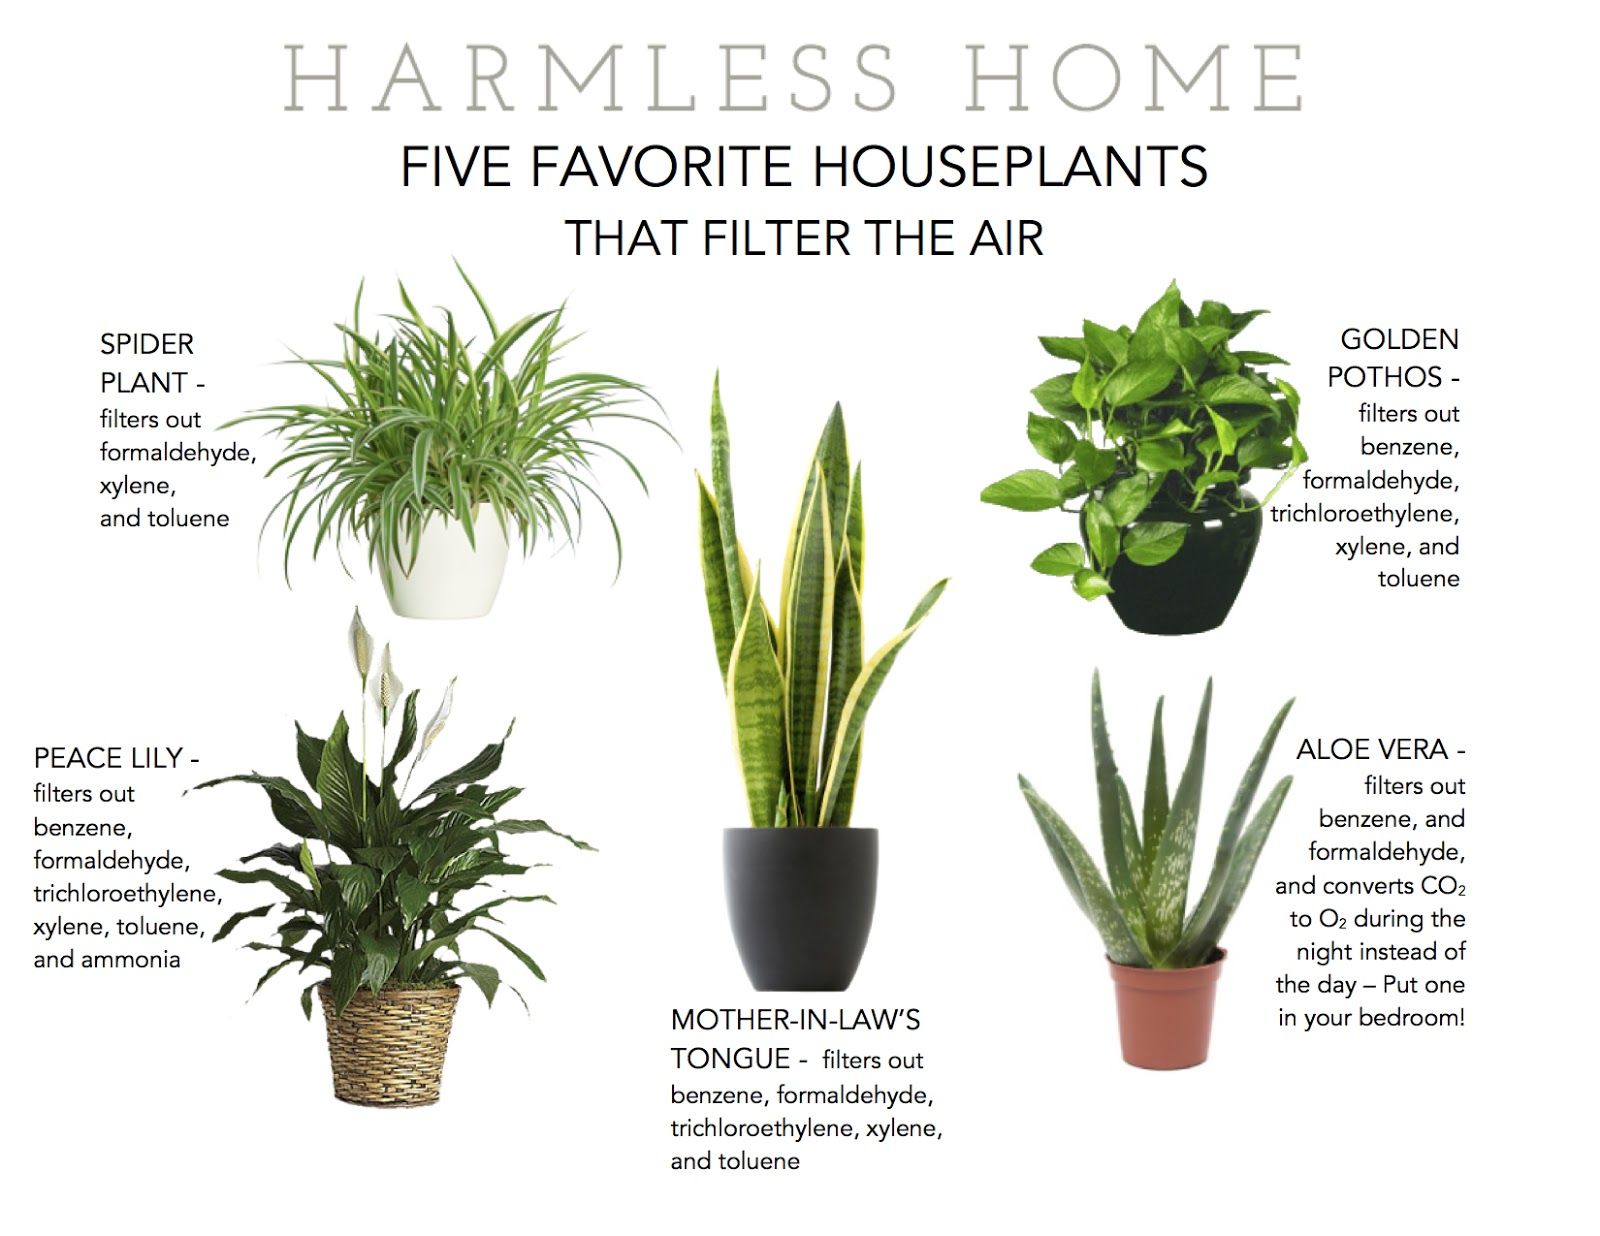 HARMLESS HOME
FIVE FAVORITE HOUSEPLANTS
THAT FILTER THE AIR
SPIDER
PLANT -
filters out
formaldehyde,
xylene,
and toluene
GOLDEN
POTHOS -
filters out
benzene,
formaldehyde,
trichloroethylene,
xylene, and
toluene
PEACE LILY -
filters out
benzene,
formaldehyde,
trichloroethylene,
xylene, toluene,
and ammonia
MOTHER-IN-LAW’S
TONGUE - filters out
benzene, formaldehyde,
trichloroethylene, xylene,
and toluene
ALOE VERA -
filters out
benzene, and
formaldehyde,
and converts CO₂
to O₂ during the
night instead of
the day – Put one
in your bedroom!